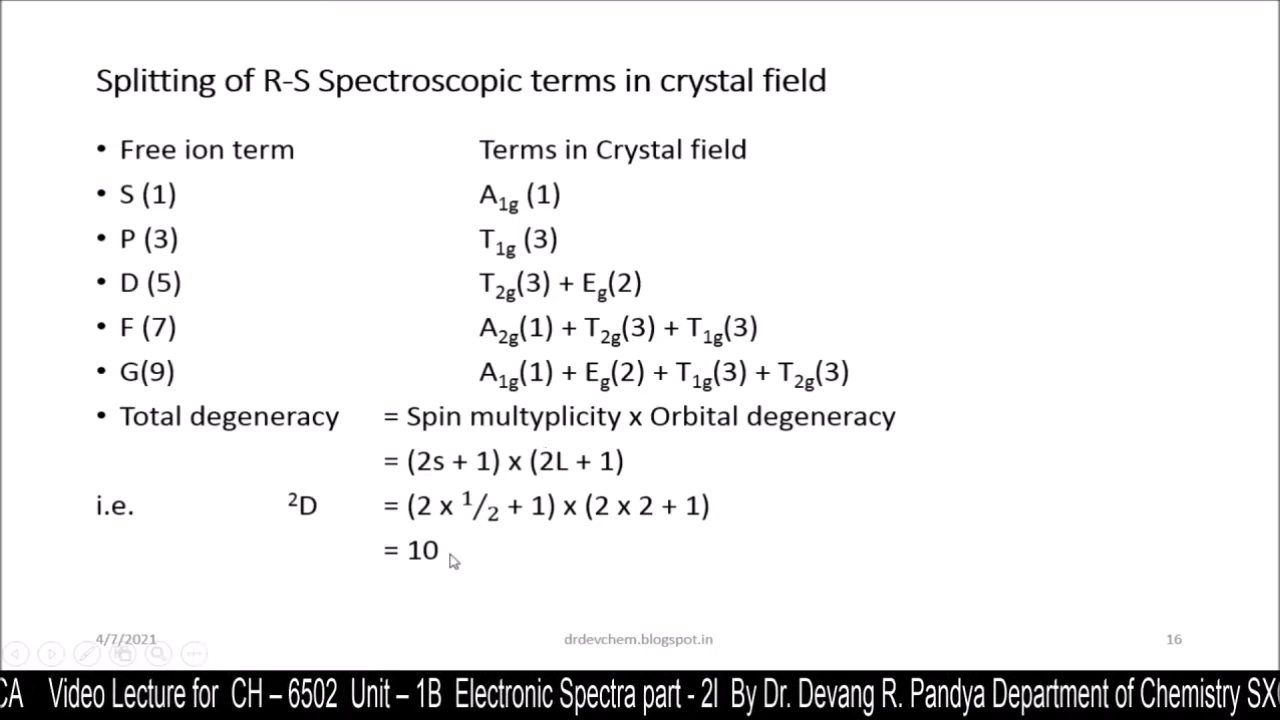 Splitting of R-S Spectroscopic terms in crystal field
• Free ion term Terms in Crystal field
• S (1) A1g (1)
• P (3) T1g (3)
• D (5) T2g(3) + Eg(2)
• F (7) A2g(1) + T2g(3) + T1g(3)
• G(9) A1g(1) + Eg(2) + T1g(3) + T2g(3)
• Total degeneracy = Spin multyplicity x Orbital degeneracy
= (2s + 1) x (2L + 1)
i.e. ²D = (2 x 1/2 + 1) x (2 x 2 + 1)
= 10
4/7/2021 drdevchem.blogspot.in 16
CA Video Lecture for CH – 6502 Unit – 1B Electronic Spectra part - 2I By Dr. Devang R. Pandya Department of Chemistry SX